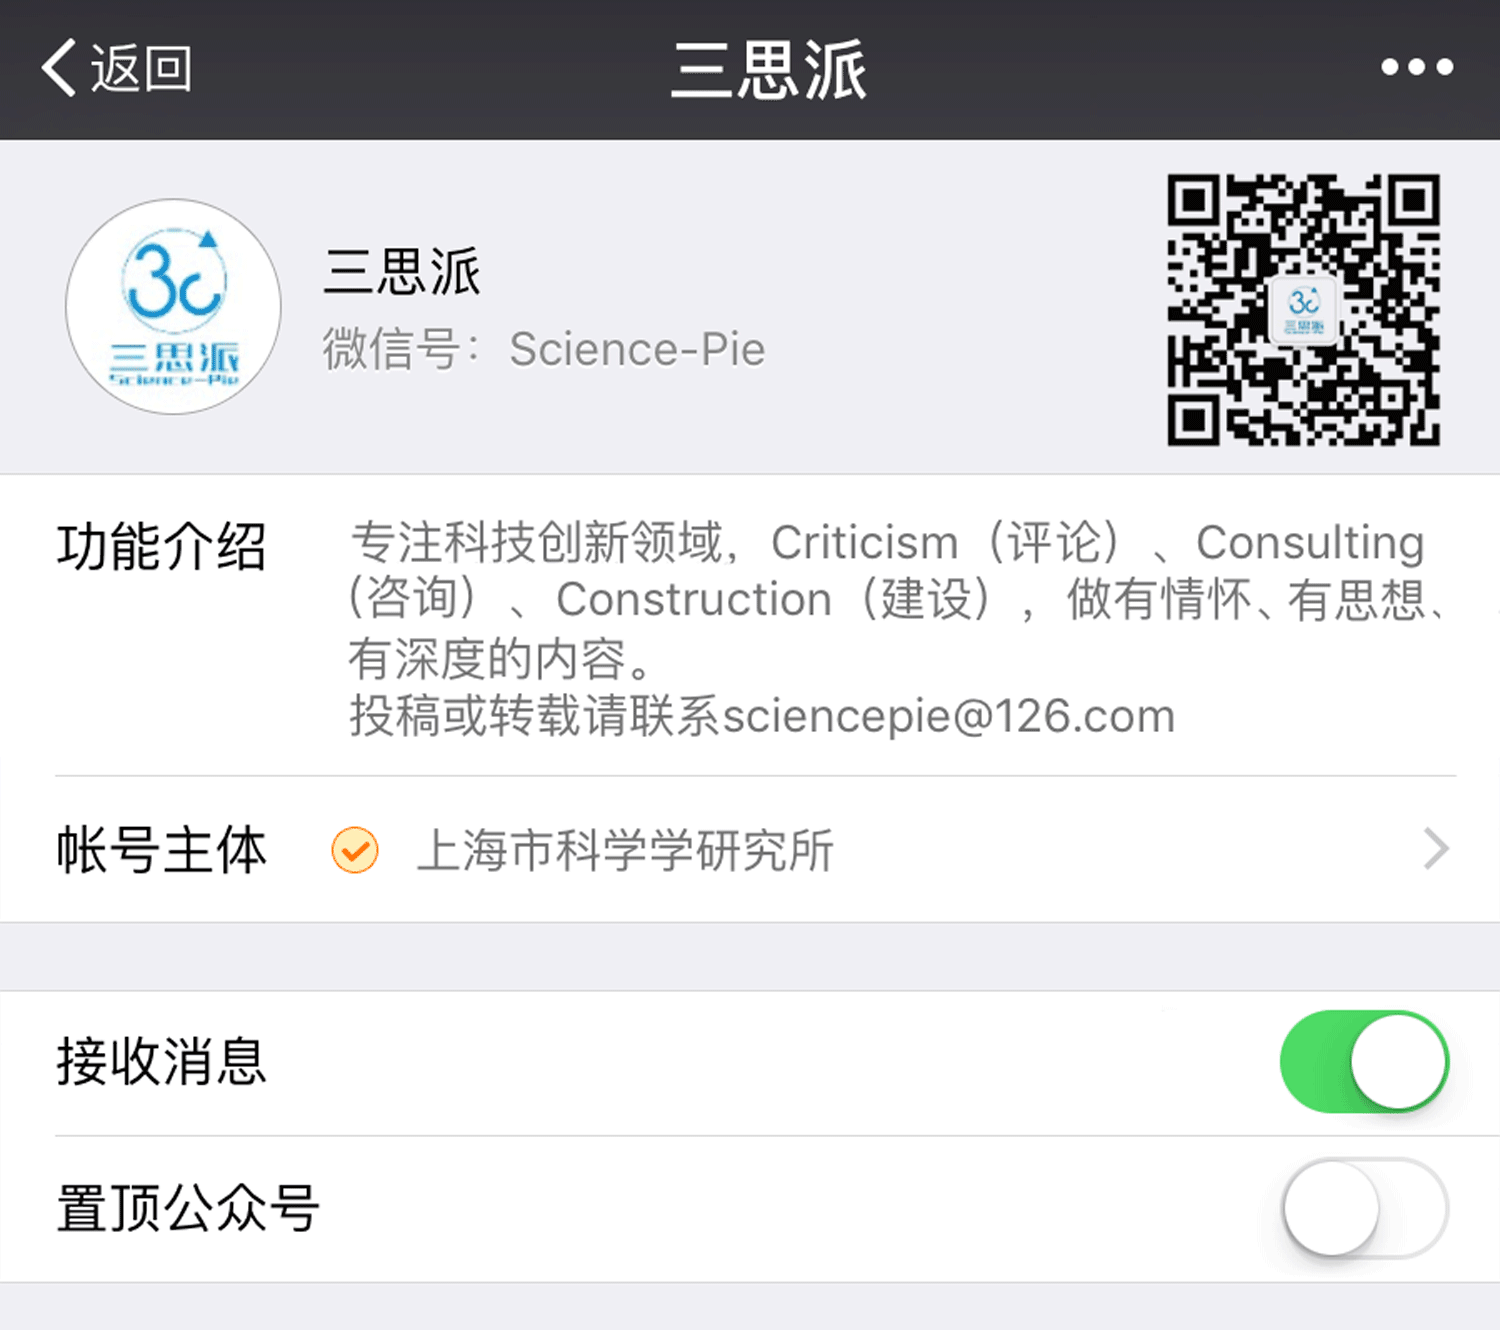 返回
三思派
3c
三思派
Science-Pie
三思派
微信号：Science-Pie
3c
三思派
功能介绍
专注科技创新领域，Criticism（评论）、Consulting
（咨询）、Construction（建设），做有情怀、有思想、
有深度的内容。
投稿或转载请联系sciencepie@126.com
帐号主体
上海市科学学研究所
接收消息
置顶公众号